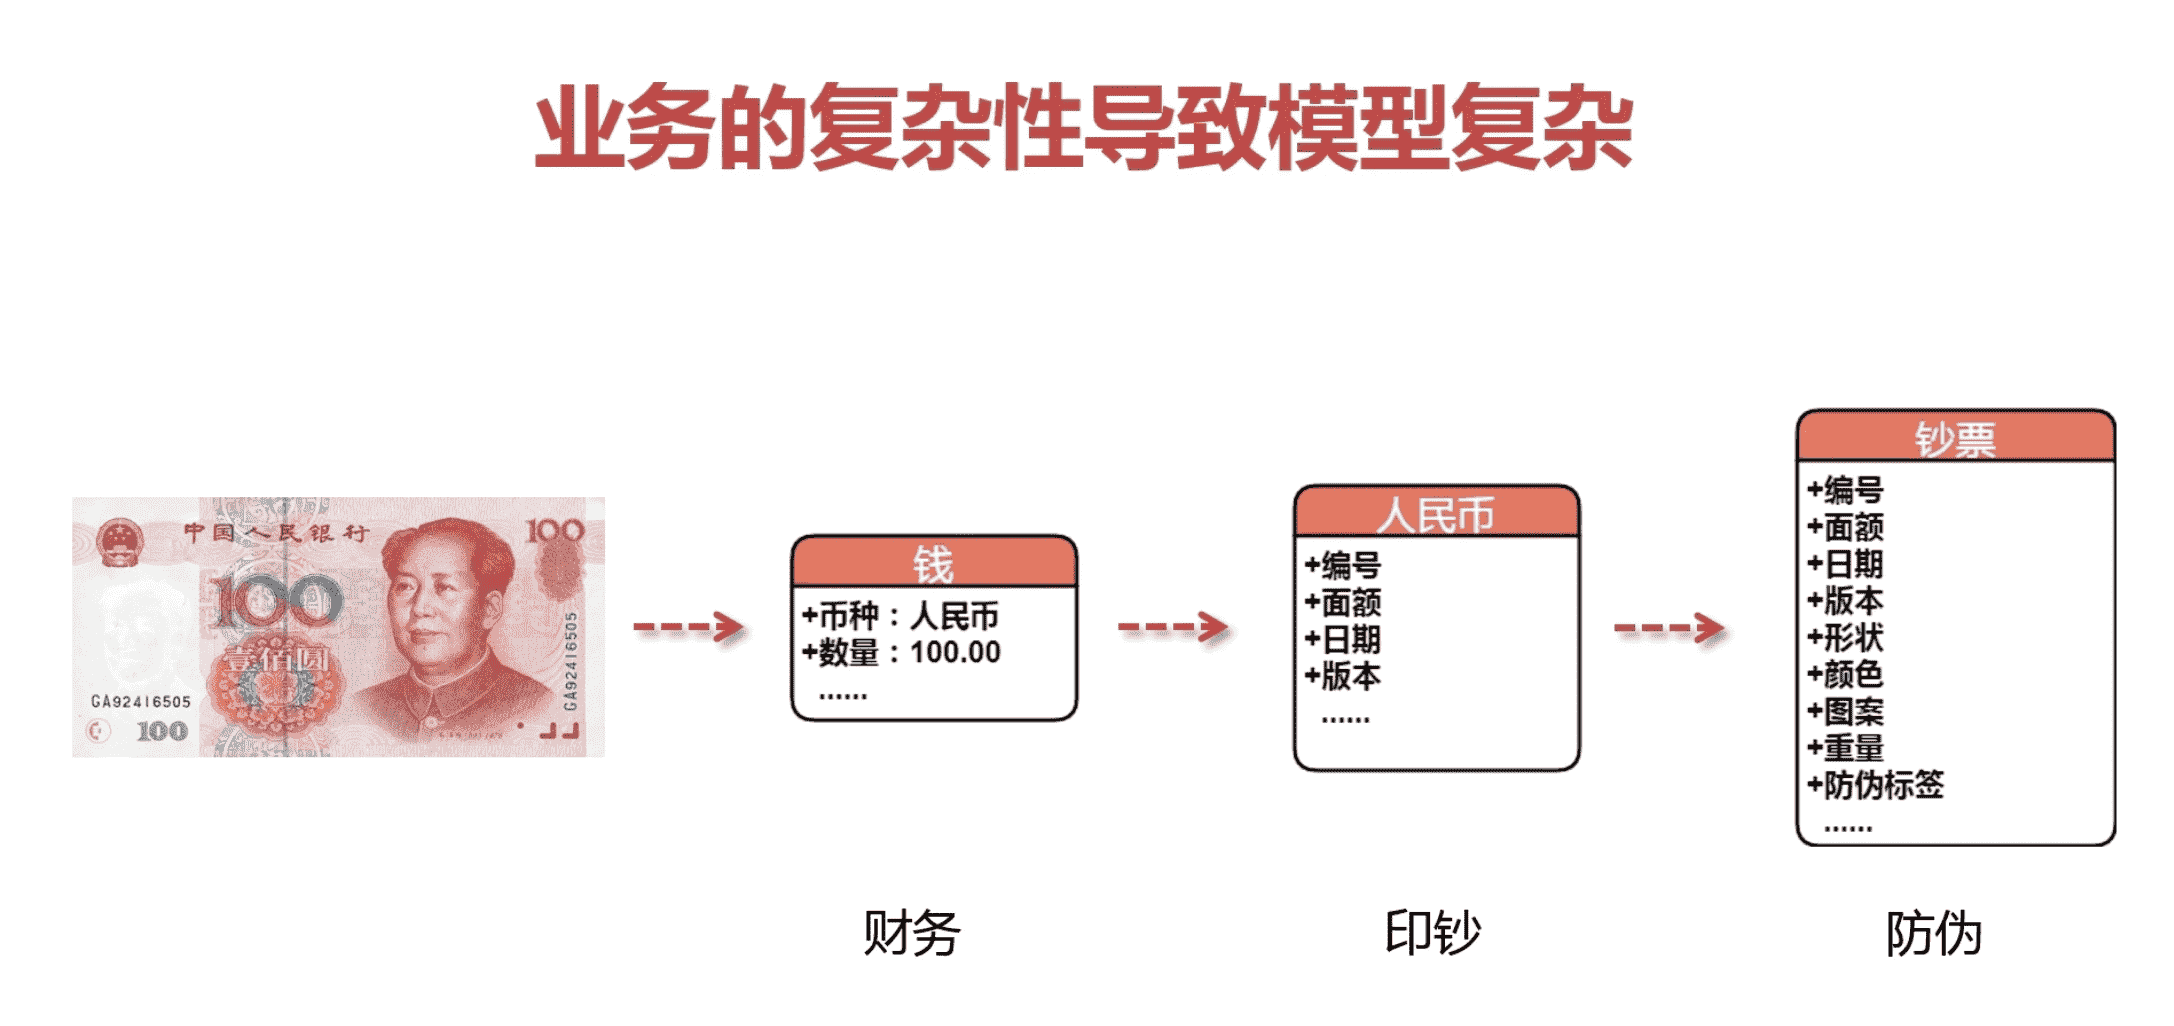 业务的复杂性导致模型复杂
中国人民银行
100
100
壹佰圆
GA92416505
100
GA92416505
钱
+币种：人民币
+数量：100.00
......
人民币
+编号
+面额
+日期
+版本
......
钞票
+编号
+面额
+日期
+版本
+形状
+颜色
+图案
+重量
+防伪标签
......
财务
印钞
防伪